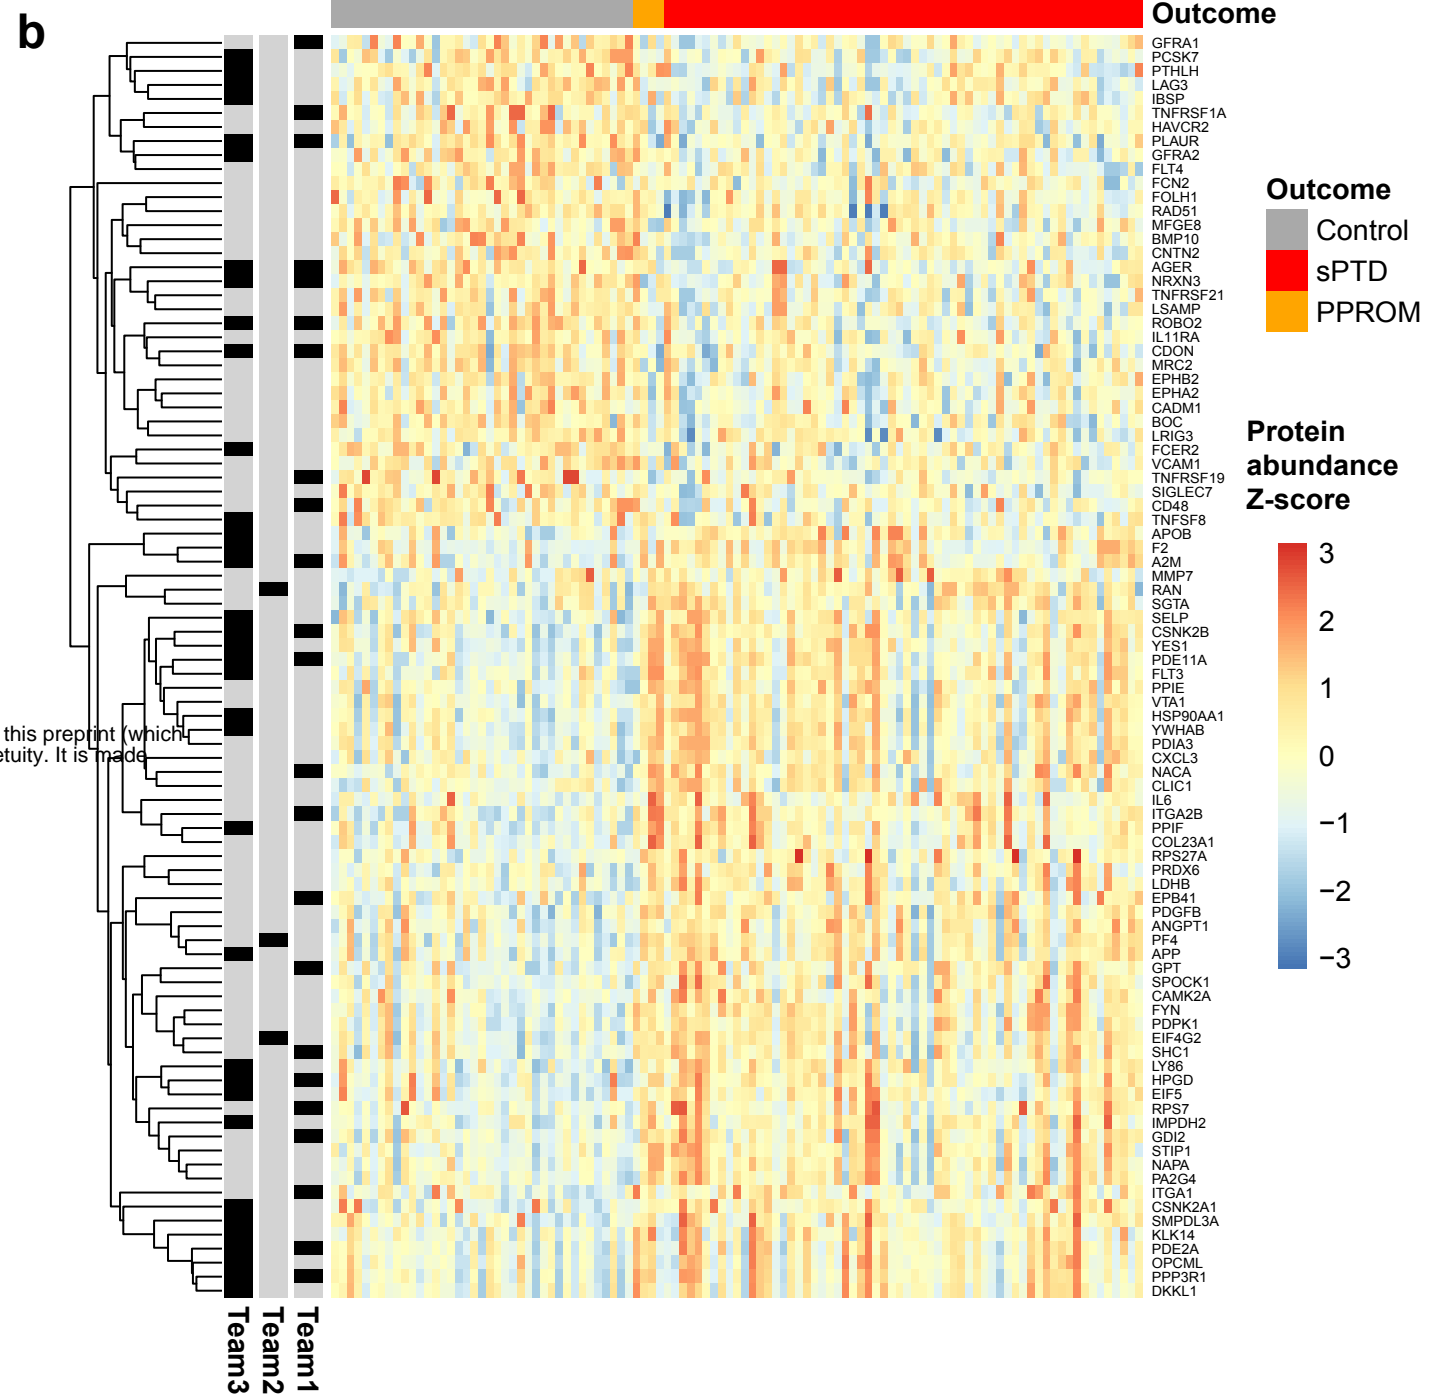 b
Outcome
GFRA1
PCSK7
PTHLH
LAG3
IBSP
TNFRSF1A
HAVCR2
PLAUR
GFRA2
FLT4
FCN2
FOLH1
RAD51
MFGE8
BMP10
CNTN2
AGER
NRXN3
TNFRSF21
LSAMP
ROBO2
IL11RA
CDON
MRC2
EPHB2
EPHA2
CADM1
BOC
LRIG3
FCER2
VCAM1
TNFRSF19
SIGLEC7
CD48
TNFSF8
APOB
F2
A2M
MMP7
RAN
SGTA
SELP
CSNK2B
YES1
PDE11A
FLT3
PPIE
VTA1
HSP90AA1
YWHAB
PDIA3
CXCL3
NACA
CLIC1
IL6
ITGA2B
PPIF
COL23A1
RPS27A
PRDX6
LDHB
EPB41
PDGFB
ANGPT1
PF4
APP
GPT
SPOCK1
CAMK2A
FYN
PDPK1
EIF4G2
SHC1
LY86
HPGD
EIF5
RPS7
IMPDH2
GDI2
STIP1
NAPA
PA2G4
ITGA1
CSNK2A1
SMPDL3A
KLK14
PDE2A
OPCML
PPP3R1
DKKL1
this preprint (which
etuity. It is made
Team3
Team2
Team1
Outcome
Control
sPTD
PPROM
Protein
abundance
Z-score
3
2
1
0
−1
−2
−3